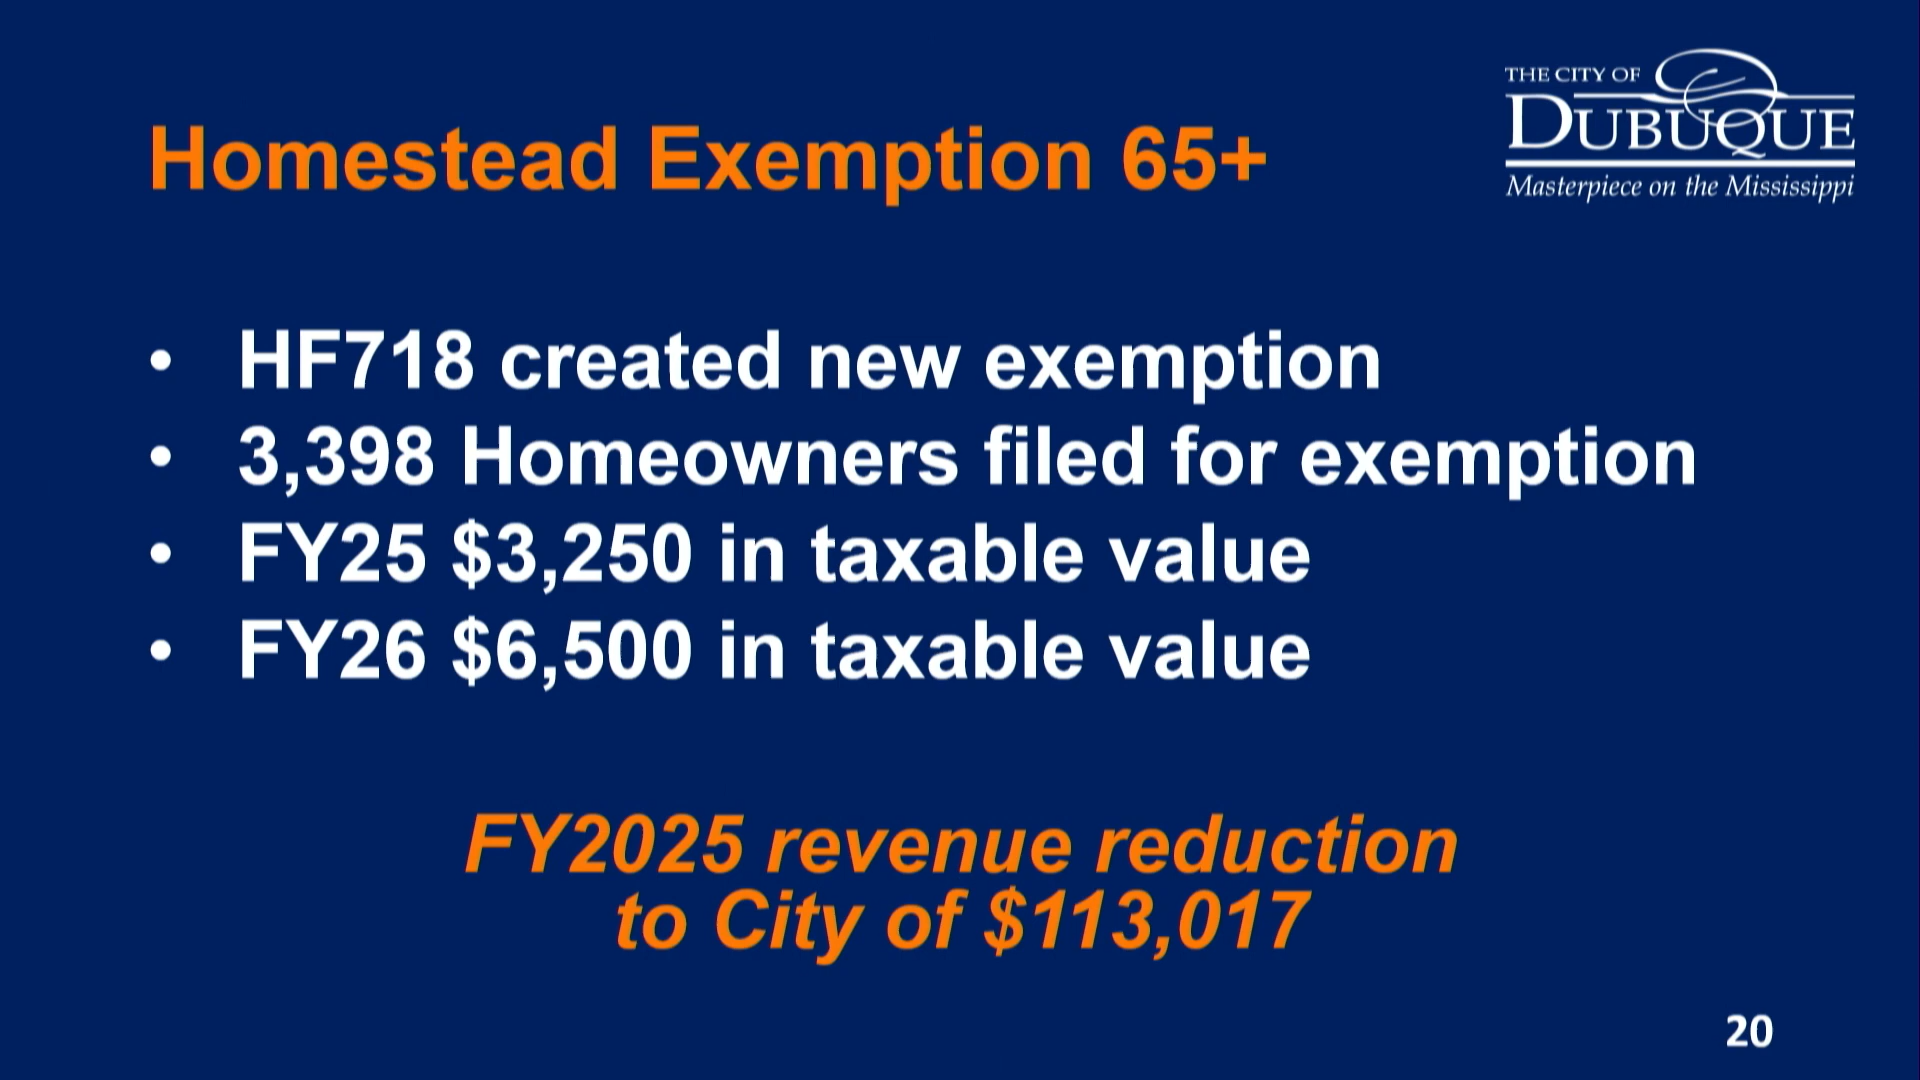 THE CITY OF
DUBUQUE
Masterpiece on the Mississippi
Homestead Exemption 65+
• HF718 created new exemption
• 3,398 Homeowners filed for exemption
• FY25 $3,250 in taxable value
• FY26 $6,500 in taxable value
FY2025 revenue reduction
to City of $113,017
20